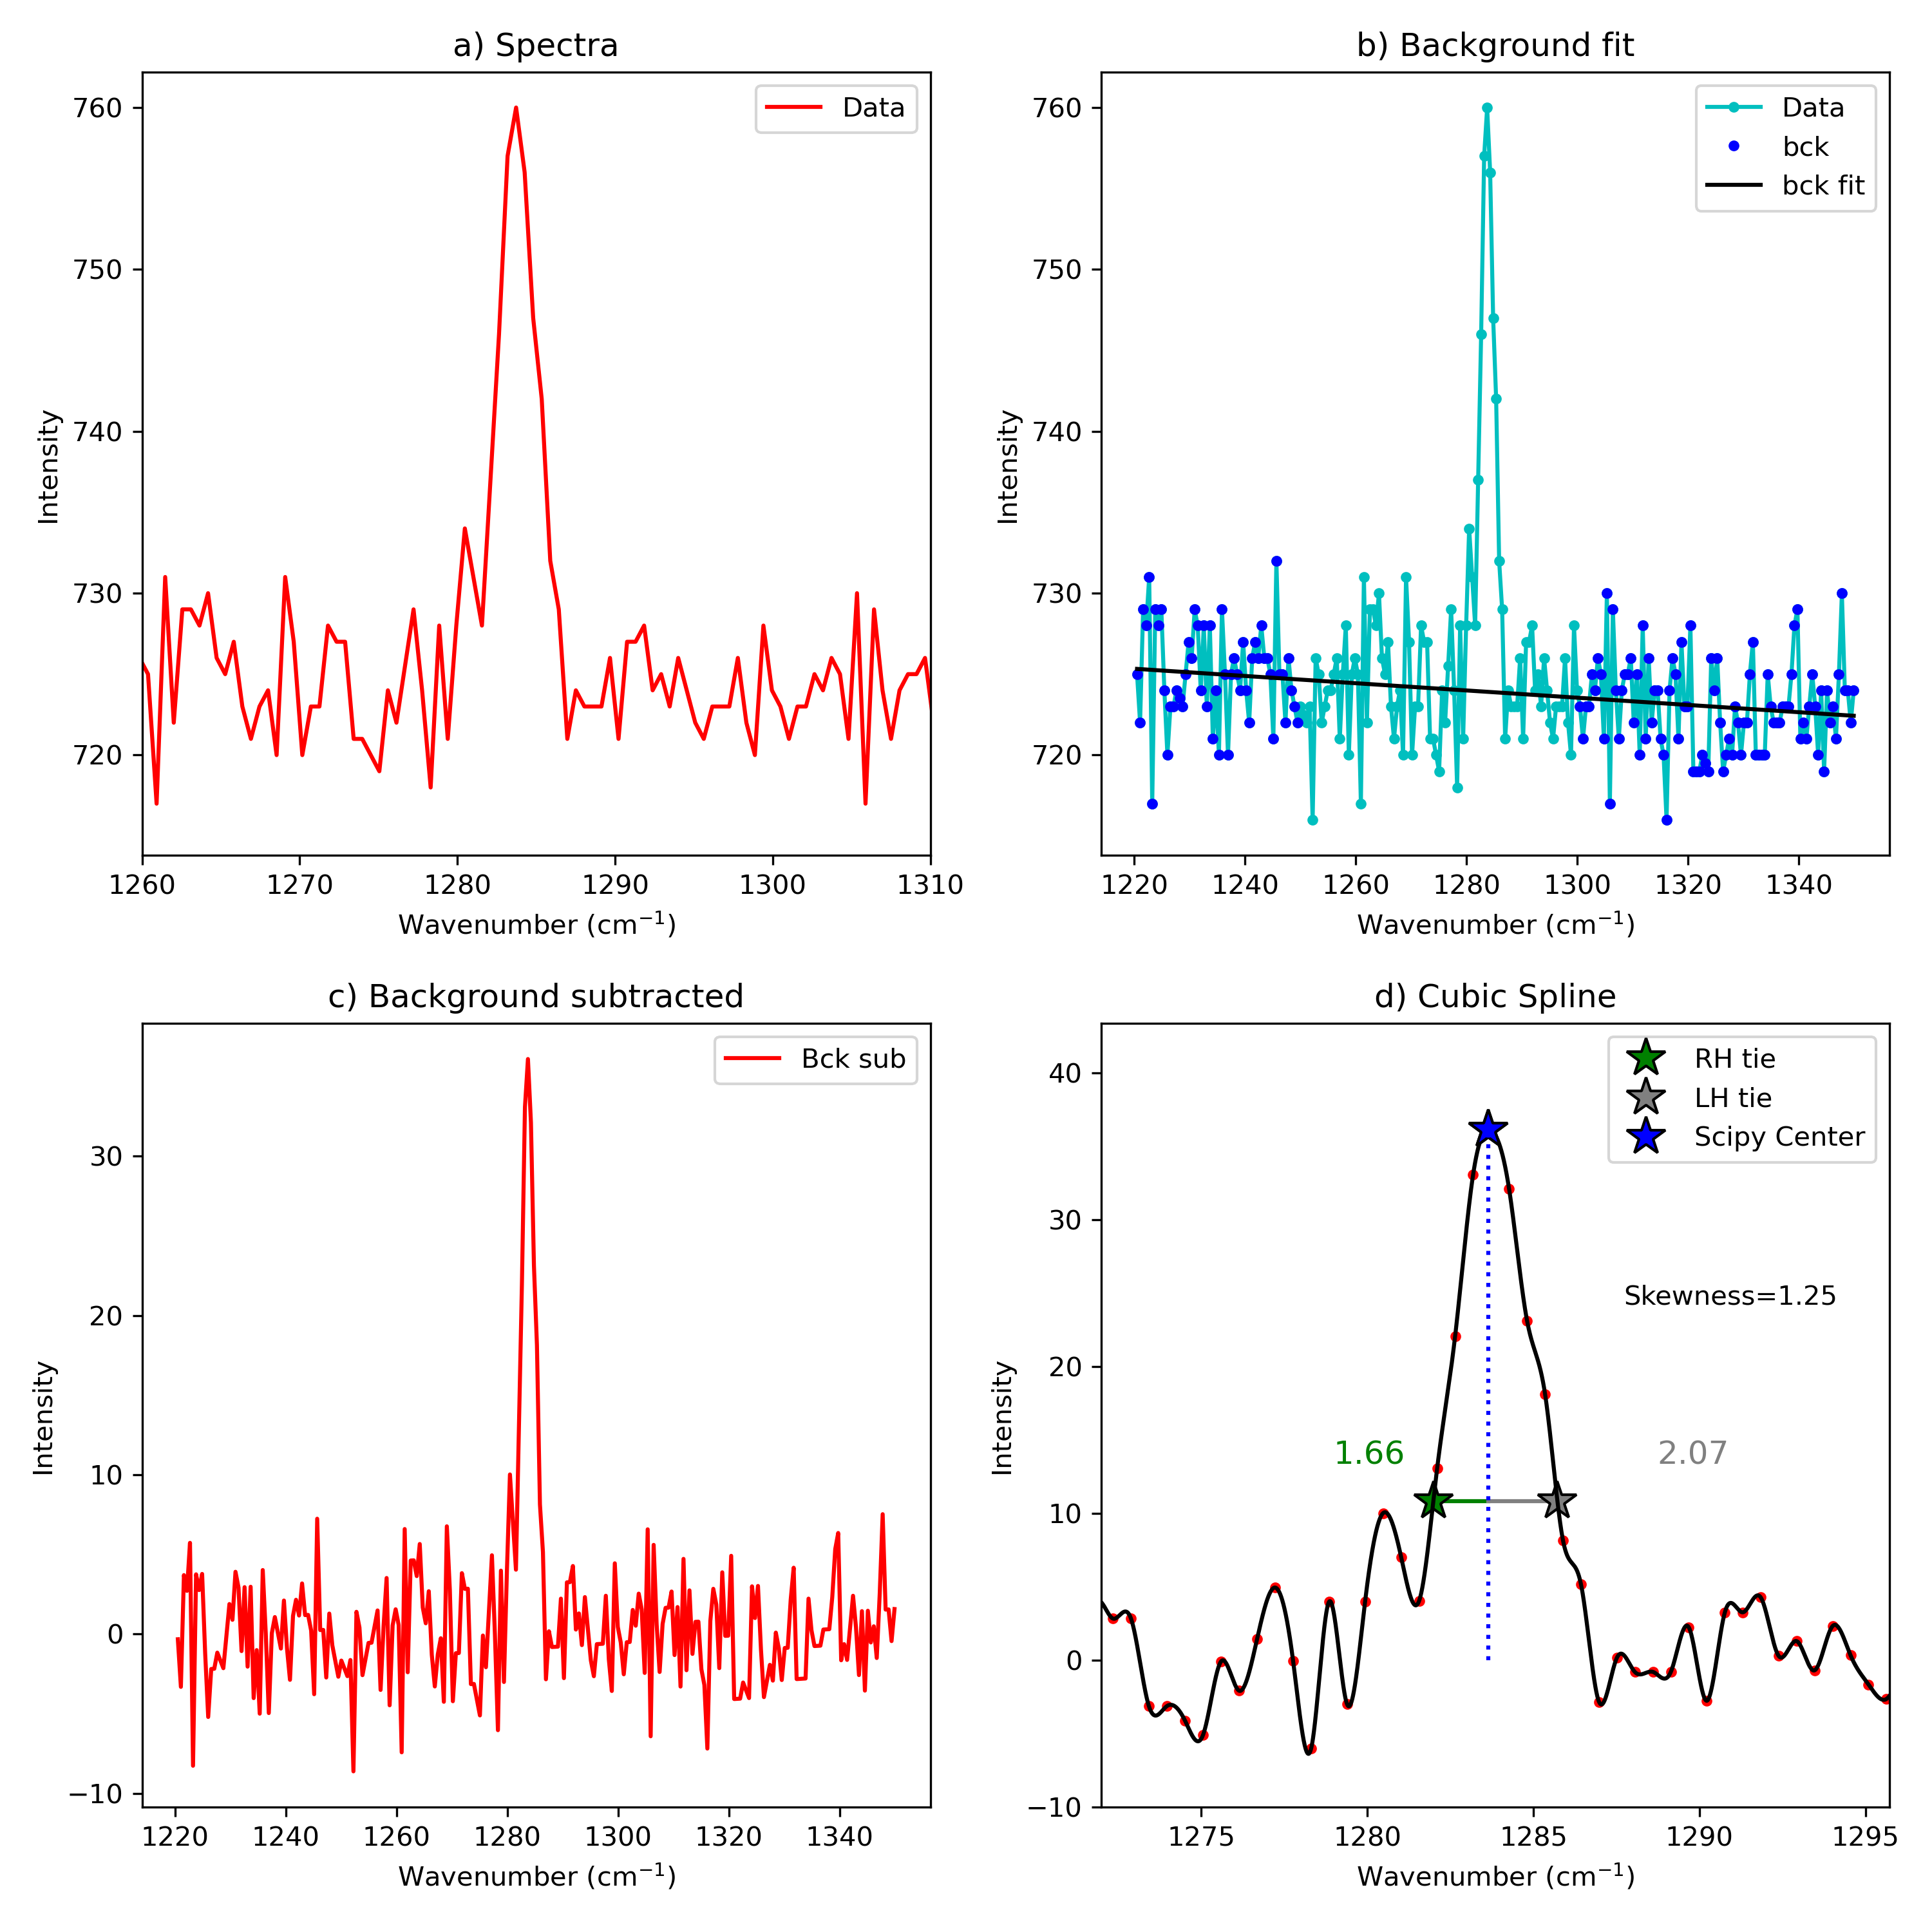 a) Spectra
Data
760
750
740
730
720
Intensity
1260 1270 1280 1290 1300 1310
Wavenumber (cm⁻¹)
b) Background fit
Data
bck
bck fit
760
750
740
730
720
Intensity
1220 1240 1260 1280 1300 1320 1340
Wavenumber (cm⁻¹)
c) Background subtracted
Bck sub
30
20
10
0
−10
Intensity
1220 1240 1260 1280 1300 1320 1340
Wavenumber (cm⁻¹)
d) Cubic Spline
RH tie
LH tie
Scipy Center
Skewness=1.25
1.66 2.07
40
30
20
10
0
−10
Intensity
1275 1280 1285 1290 1295
Wavenumber (cm⁻¹)